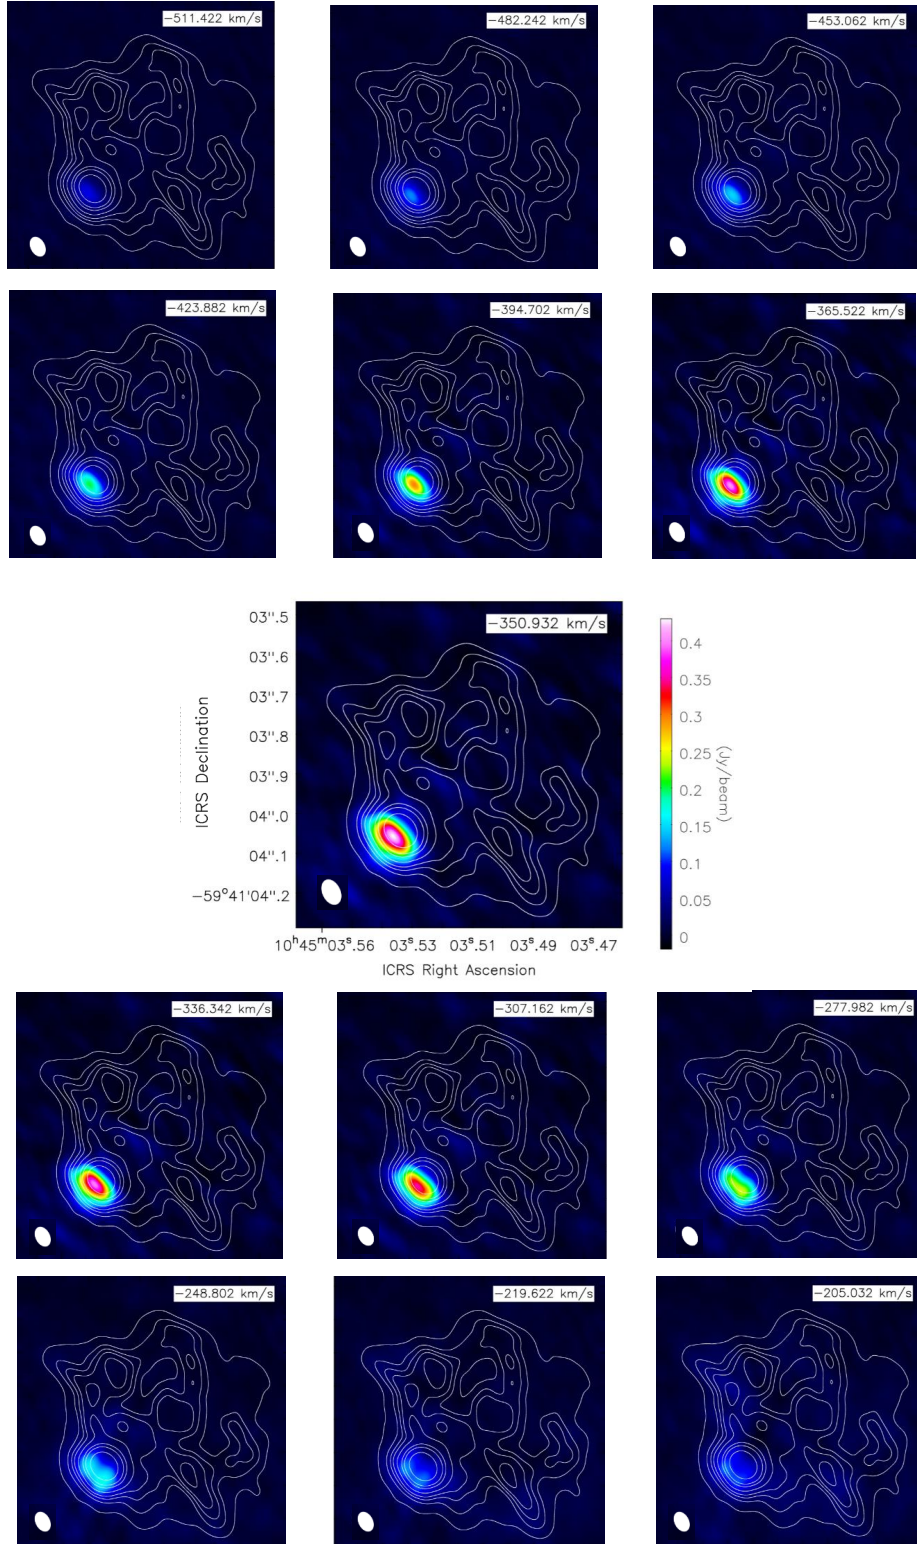 −511.422 km/s
−482.242 km/s
−453.062 km/s
−423.882 km/s
−394.702 km/s
−365.522 km/s
−350.932 km/s
03".5
03".6
03".7
03".8
03".9
04".0
04".1
−59°41'04".2
ICRS Declination
10ʰ45ᵐ03ˢ.56 03ˢ.53 03ˢ.51 03ˢ.49 03ˢ.47
ICRS Right Ascension
0.4
0.35
0.3
0.25
0.2
0.15
0.1
0.05
0
(Jy/beam)
−336.342 km/s
−307.162 km/s
−277.982 km/s
−248.802 km/s
−219.622 km/s
−205.032 km/s